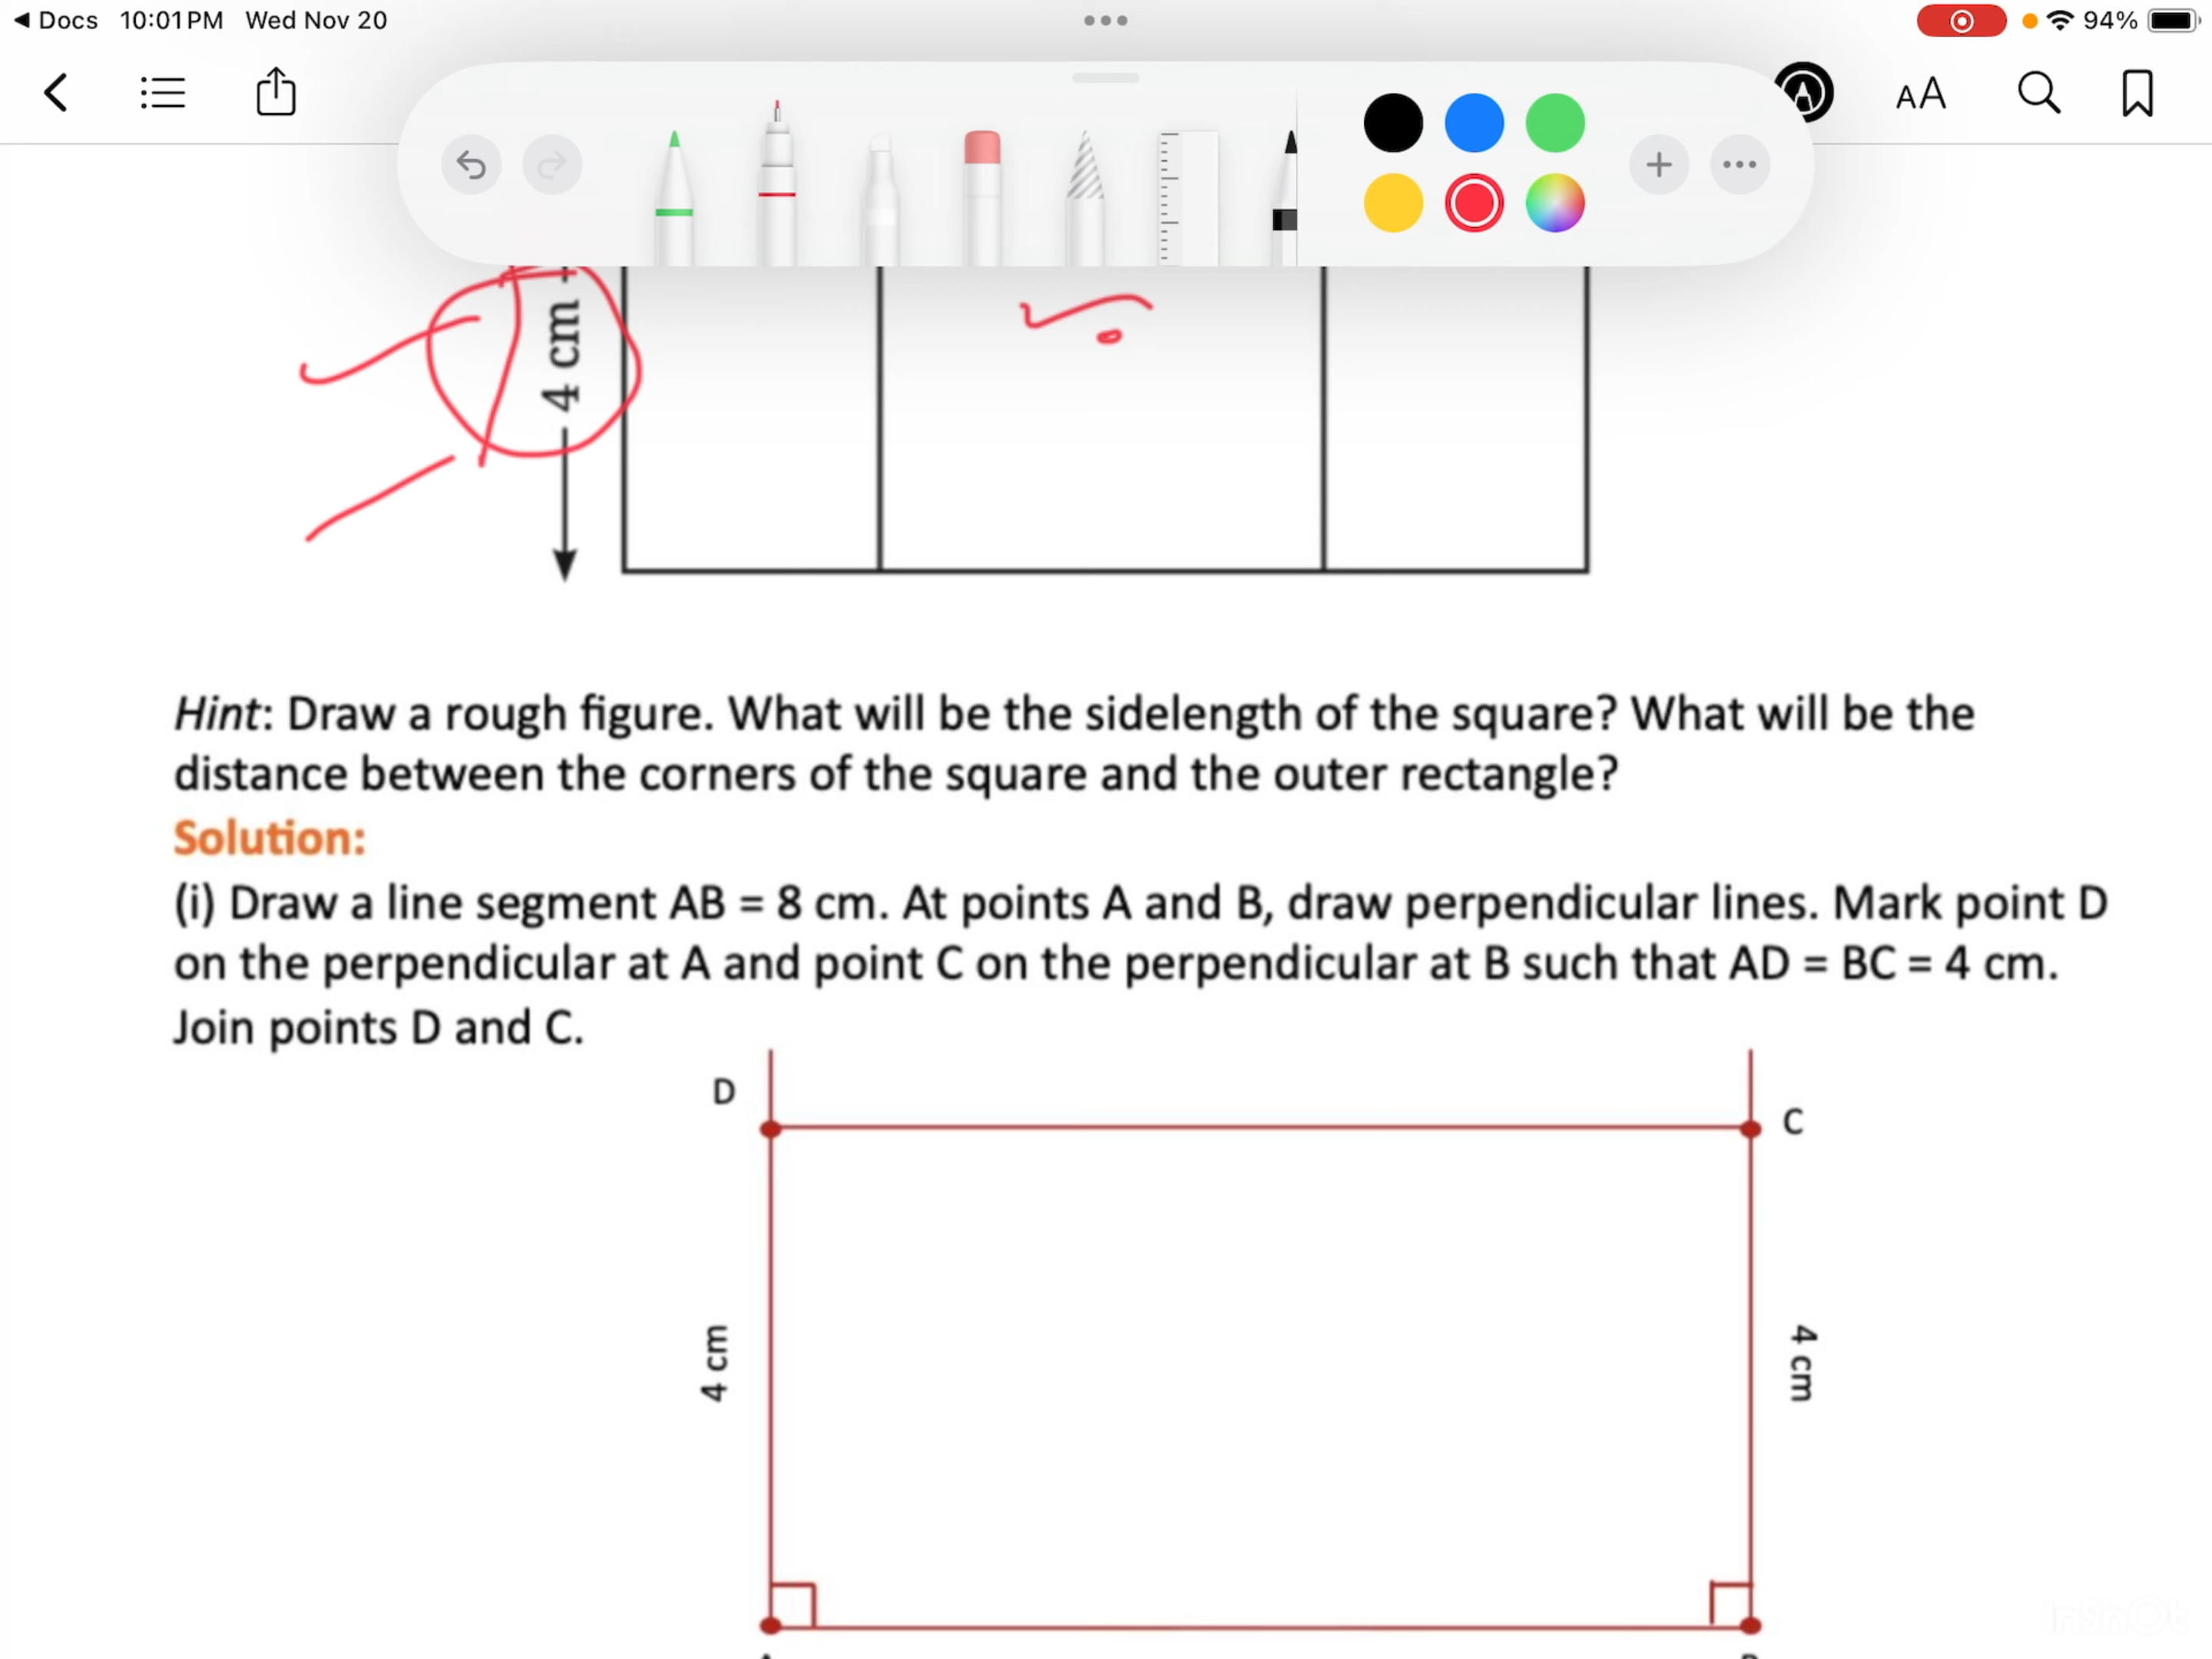 Docs 10:01 PM Wed Nov 20
94%
AA
4 cm
Hint: Draw a rough figure. What will be the sidelength of the square? What will be the
distance between the corners of the square and the outer rectangle?
Solution:
(i) Draw a line segment AB = 8 cm. At points A and B, draw perpendicular lines. Mark point D
on the perpendicular at A and point C on the perpendicular at B such that AD = BC = 4 cm.
Join points D and C.
D
C
4 cm
4 cm
InShOt